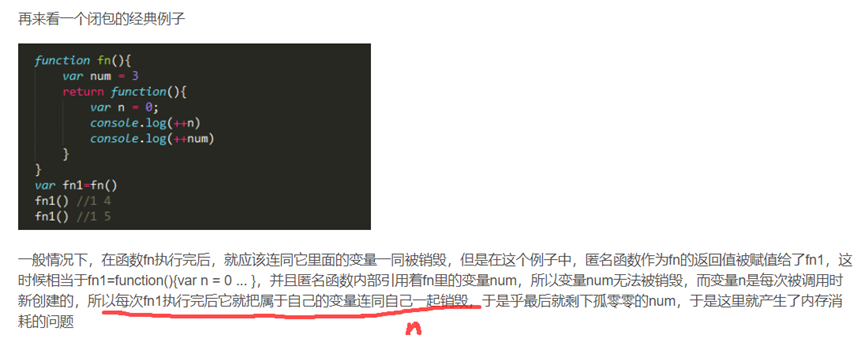 再来看一个闭包的经典例子
function fn(){
var num = 3
return function(){
var n = 0;
console.log(++n)
console.log(++num)
}
}
var fn1=fn()
fn1() //1 4
fn1() //1 5
一般情况下，在函数fn执行完后，就应该连同它里面的变量一同被销毁，但是在这个例子中，匿名函数作为fn的返回值被赋值给了fn1，这
时候相当于fn1=function(){var n = 0 ... }，并且匿名函数内部引用着fn里的变量num，所以变量num无法被销毁，而变量n是每次被调用时
新创建的，所以每次fn1执行完后它就把属于自己的变量连同自己一起销毁，于是乎最后就剩下孤零零的num，于是这里就产生了内存消
耗的问题
n